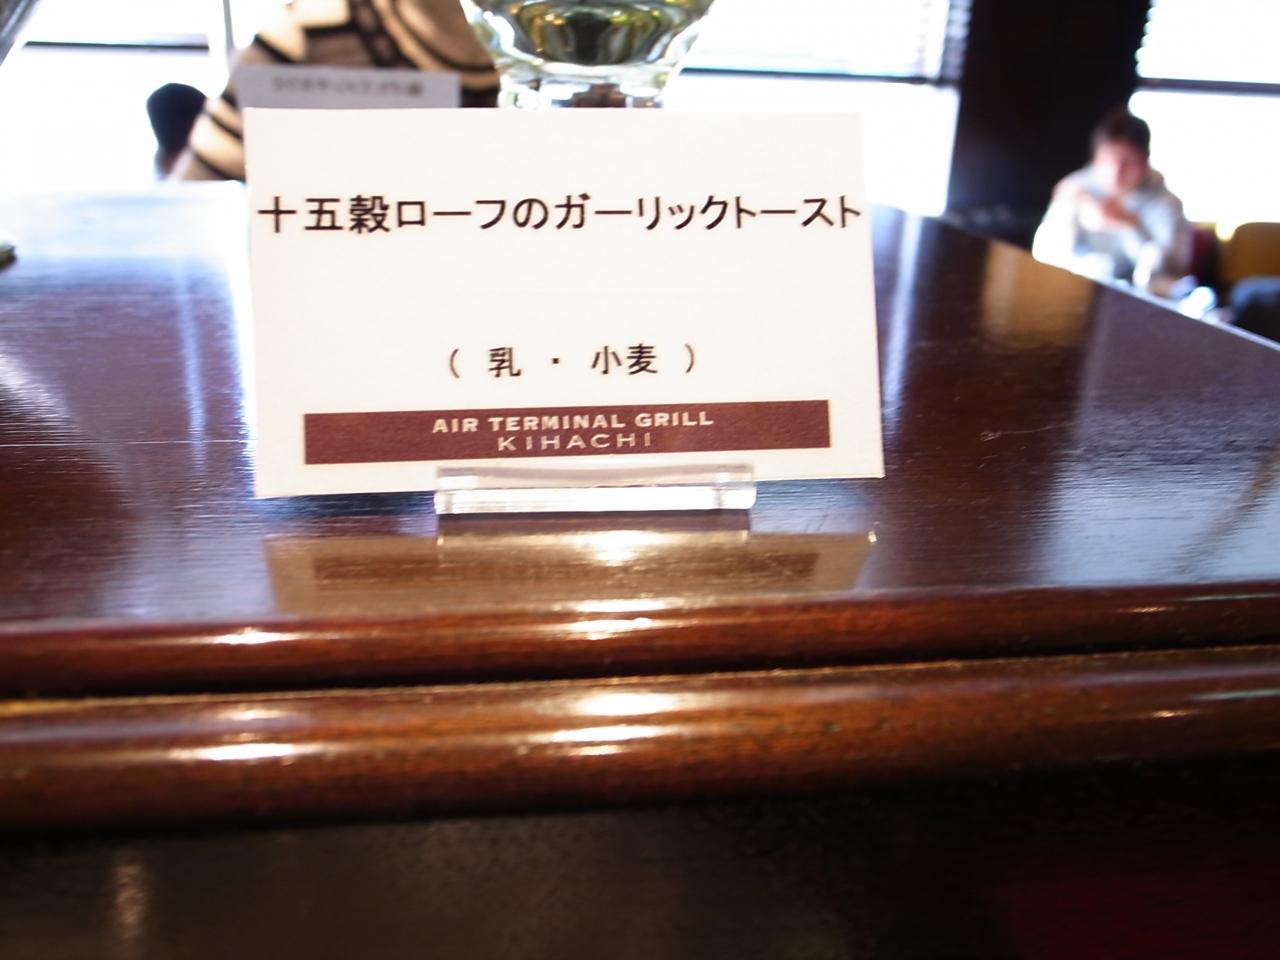 十五穀ローフのガーリックトースト
（ 乳 ・ 小麦 ）
AIR TERMINAL GRILL
KIHACHI